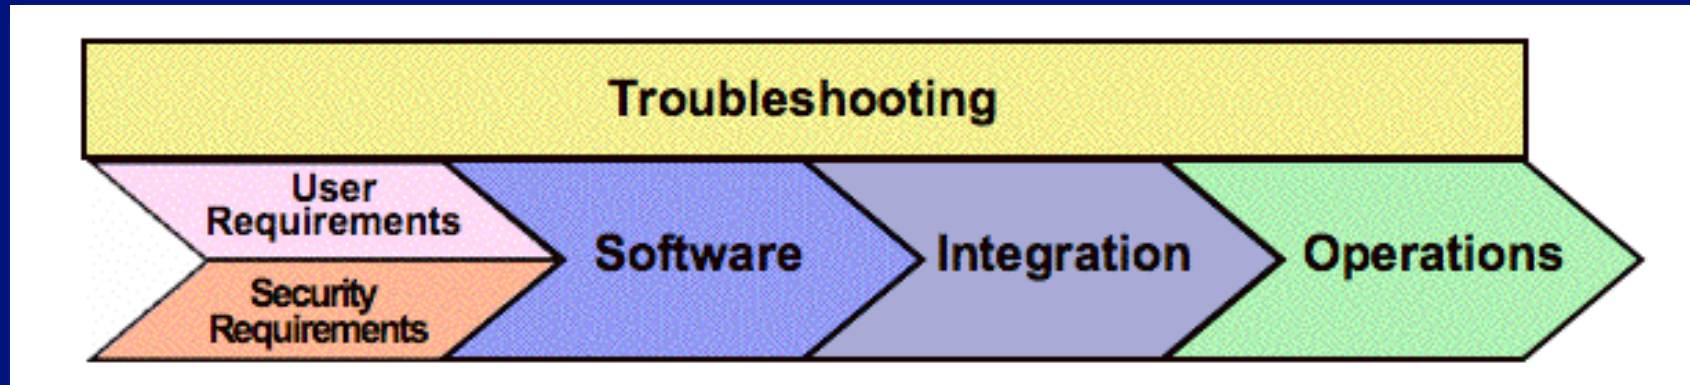 Troubleshooting
User
Requirements
Security
Requirements
Software
Integration
Operations